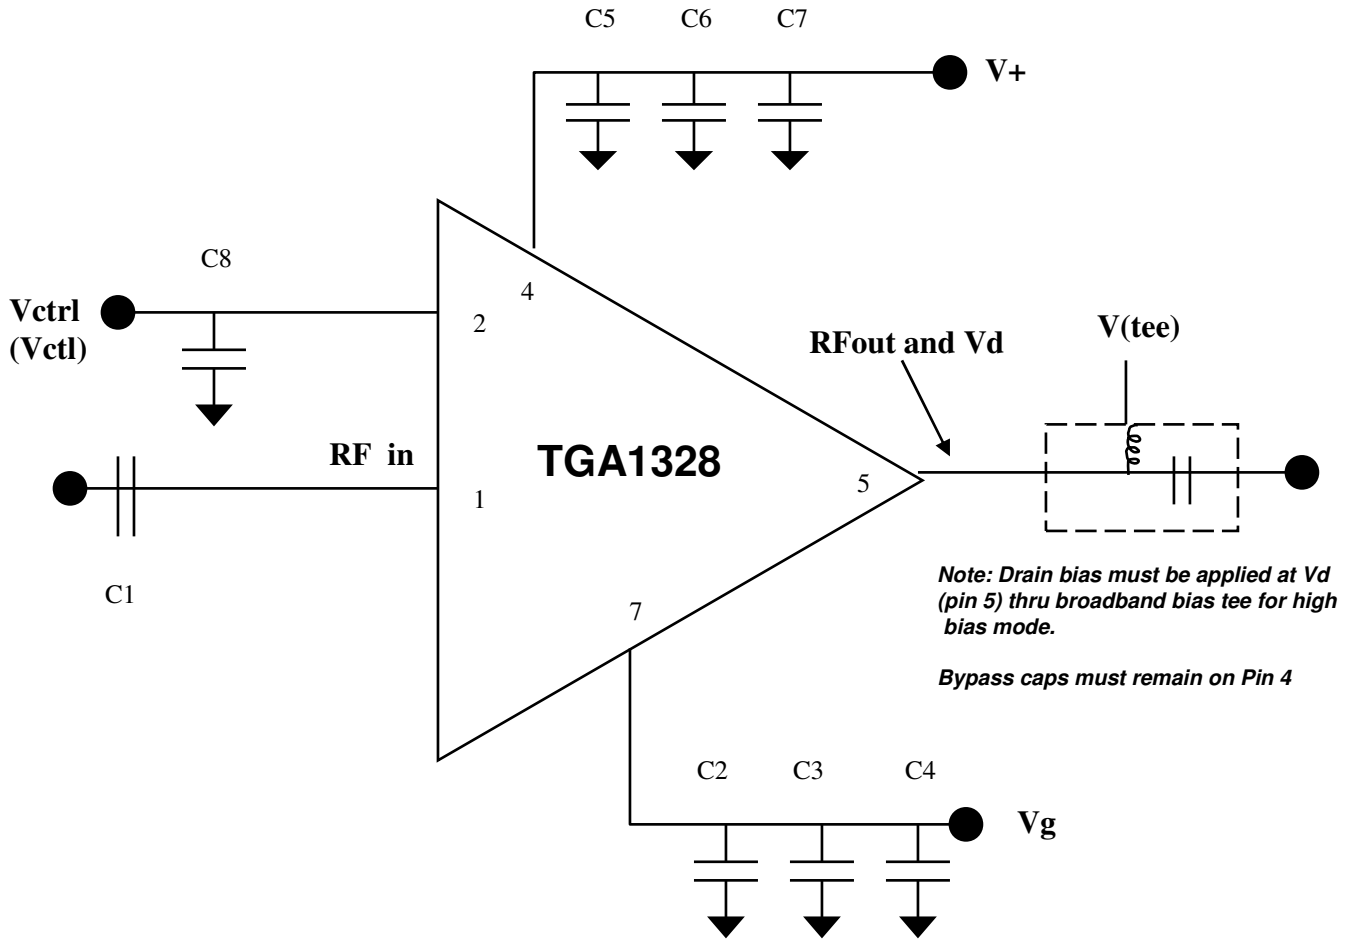 C5 C6 C7
V+
C8
4
Vctrl
(Vctl)
2
V(tee)
RFout and Vd
RF in
TGA1328
5
1
Note: Drain bias must be applied at Vd
(pin 5) thru broadband bias tee for high
bias mode.
C1
7
Bypass caps must remain on Pin 4
C2 C3 C4
Vg